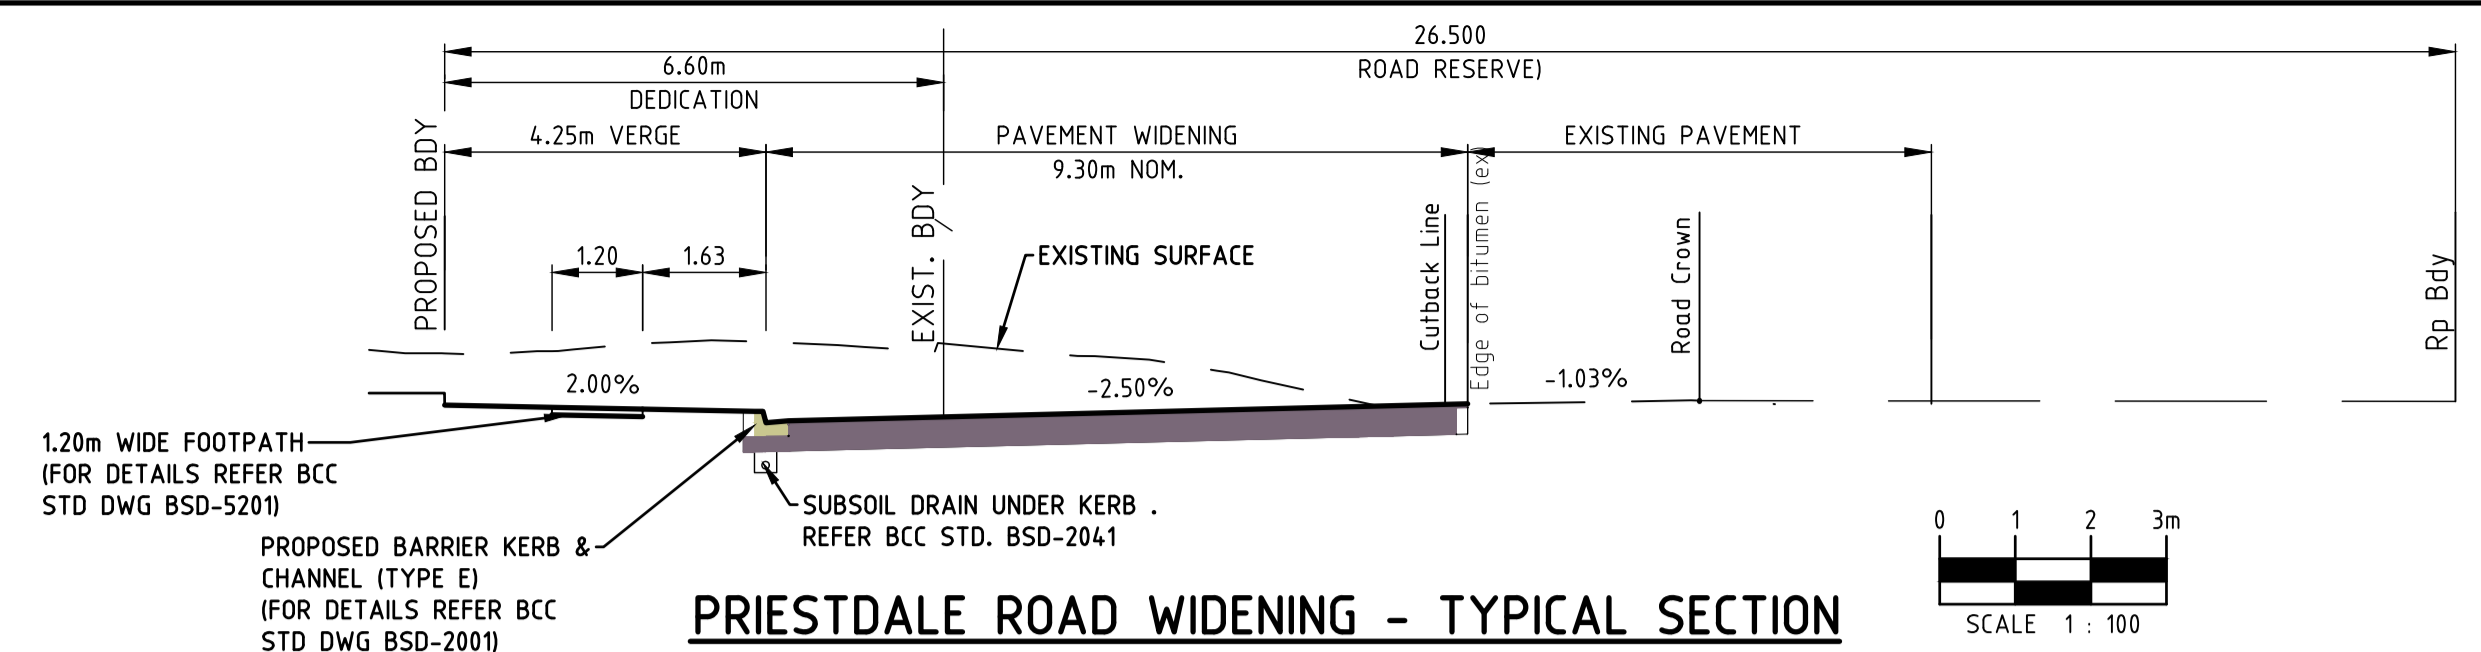 26.500
ROAD RESERVE)
6.60m
DEDICATION
4.25m VERGE
PAVEMENT WIDENING
9.30m NOM.
EXISTING PAVEMENT
PROPOSED BDY
EXIST. BDY
1.20
1.63
EXISTING SURFACE
Cutback Line
Edge of bitumen (ex)
Road Crown
Rp Bdy
2.00%
-2.50%
-1.03%
1.20m WIDE FOOTPATH
(FOR DETAILS REFER BCC
STD DWG BSD-5201)
PROPOSED BARRIER KERB &
CHANNEL (TYPE E)
(FOR DETAILS REFER BCC
STD DWG BSD-2001)
SUBSOIL DRAIN UNDER KERB .
REFER BCC STD. BSD-2041
PRIESTDALE ROAD WIDENING - TYPICAL SECTION
0 1 2 3m
SCALE 1 : 100